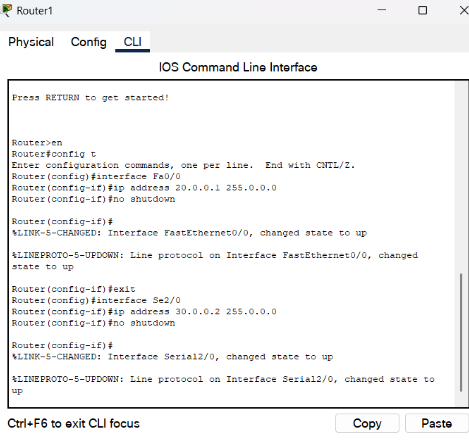 Router1
Physical Config CLI
IOS Command Line Interface
Press RETURN to get started!
Router>en
Router#config t
Enter configuration commands, one per line.  End with CNTL/Z.
Router(config)#interface Fa0/0
Router(config-if)#ip address 20.0.0.1 255.0.0.0
Router(config-if)#no shutdown
Router(config-if)#
%LINK-5-CHANGED: Interface FastEthernet0/0, changed state to up
%LINEPROTO-5-UPDOWN: Line protocol on Interface FastEthernet0/0, changed
state to up
Router(config-if)#exit
Router(config)#interface Se2/0
Router(config-if)#ip address 30.0.0.2 255.0.0.0
Router(config-if)#no shutdown
Router(config-if)#
%LINK-5-CHANGED: Interface Serial2/0, changed state to up
%LINEPROTO-5-UPDOWN: Line protocol on Interface Serial2/0, changed state to
up
Ctrl+F6 to exit CLI focus
Copy Paste